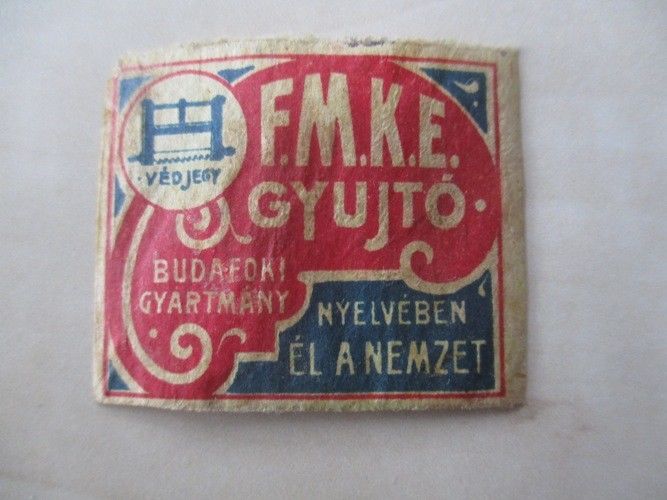 F.M.K.E.
GYUJTÓ
VÉDJEGY
BUDAFOKI
GYARTMÁNY
NYELVÉBEN
ÉL A NEMZET